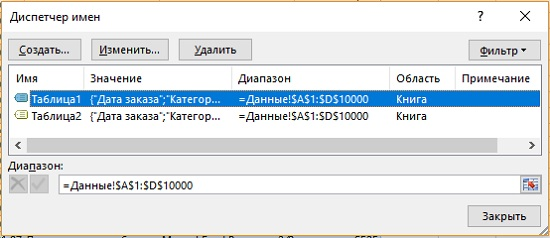 Диспетчер имен
Создать... Изменить... Удалить Фильтр
Имя Значение Диапазон Область Примечание
Таблица1 {"Дата заказа";"Категор... =Данные!$A$1:$D$10000 Книга
Таблица2 {"Дата заказа";"Категор... =Данные!$A$1:$D$10000 Книга
Диапазон:
=Данные!$A$1:$D$10000
Закрыть